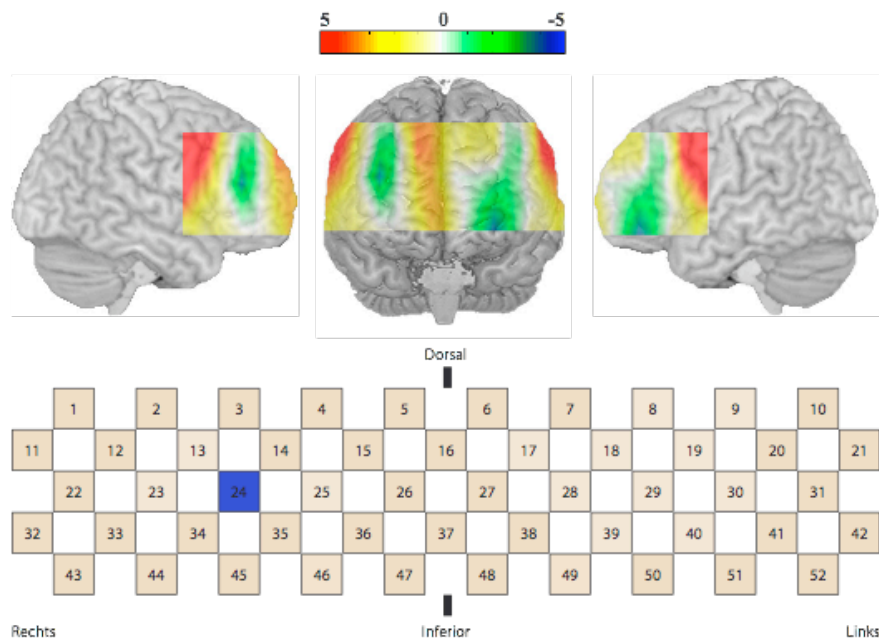 5 0 -5
Dorsal
1 2 3 4 5 6 7 8 9 10
11 12 13 14 15 16 17 18 19 20 21
22 23 24 25 26 27 28 29 30 31
32 33 34 35 36 37 38 39 40 41 42
43 44 45 46 47 48 49 50 51 52
Rechts Inferior Links